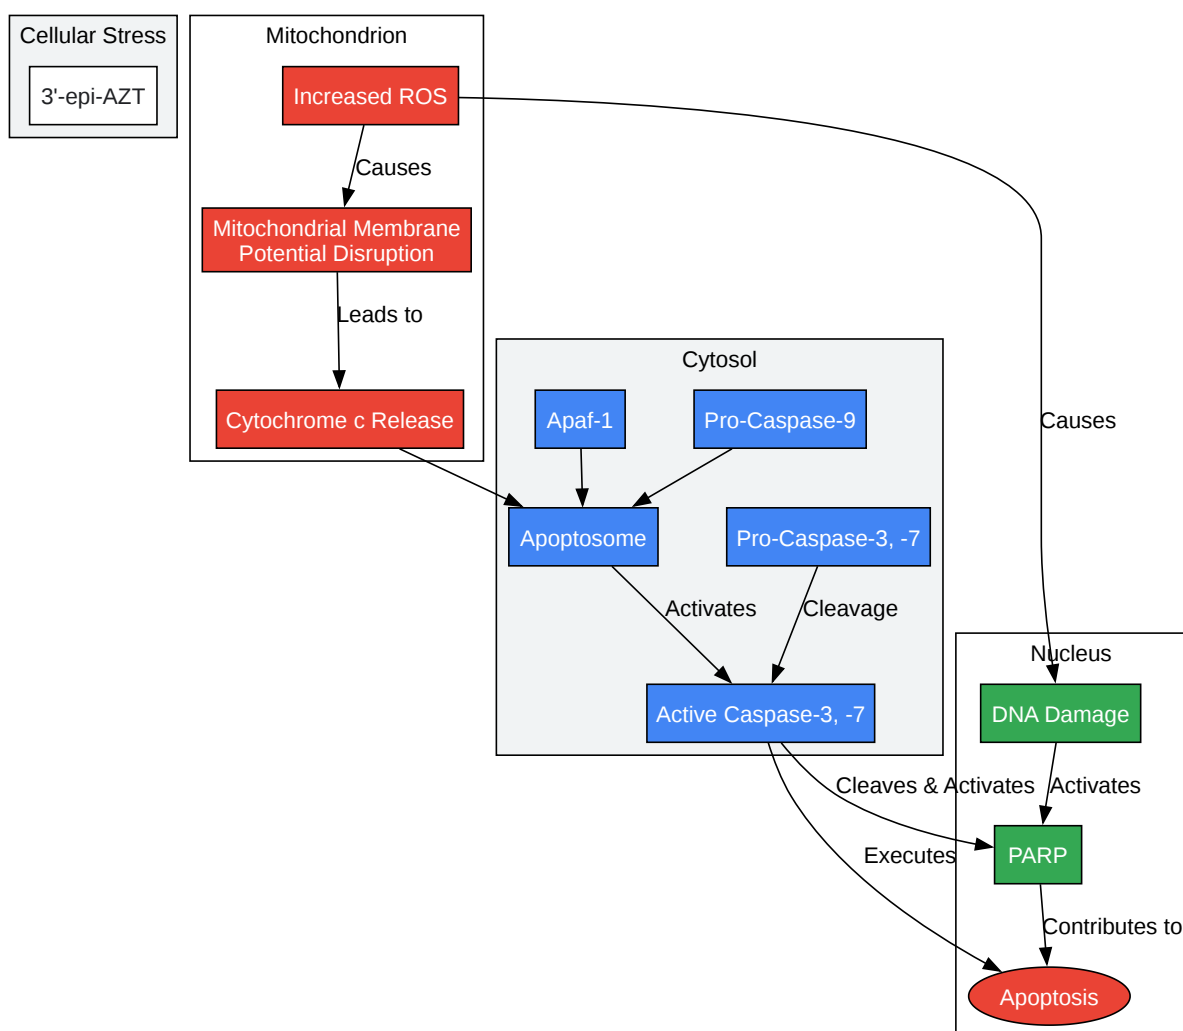 Cellular Stress
3'-epi-AZT
Mitochondrion
Increased ROS
Causes
Mitochondrial Membrane
Potential Disruption
Leads to
Cytochrome c Release
Cytosol
Apaf-1
Pro-Caspase-9
Causes
Apoptosome
Pro-Caspase-3, -7
Activates
Cleavage
Active Caspase-3, -7
Nucleus
DNA Damage
Cleaves & Activates
Activates
PARP
Executes
Contributes to
Apoptosis